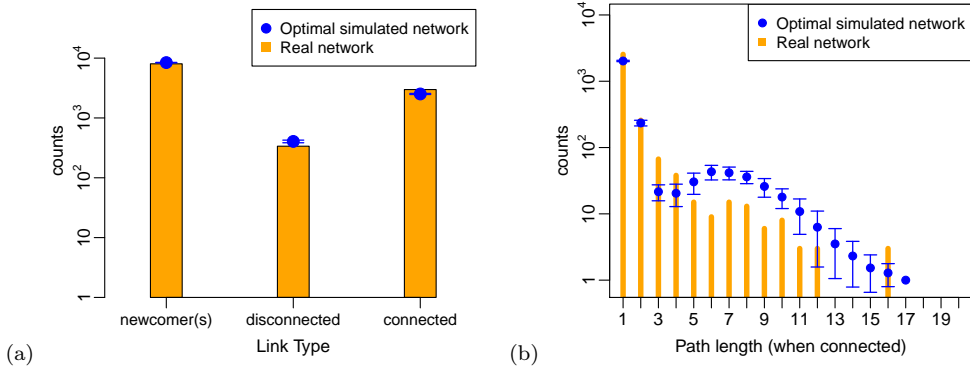 Optimal simulated network
Real network
counts
10^4
10^3
10^2
10
1
newcomer(s) disconnected connected
Link Type
(a)
Optimal simulated network
Real network
counts
10^4
10^3
10^2
10
1
1 3 5 7 9 11 13 15 17 19
Path length (when connected)
(b)